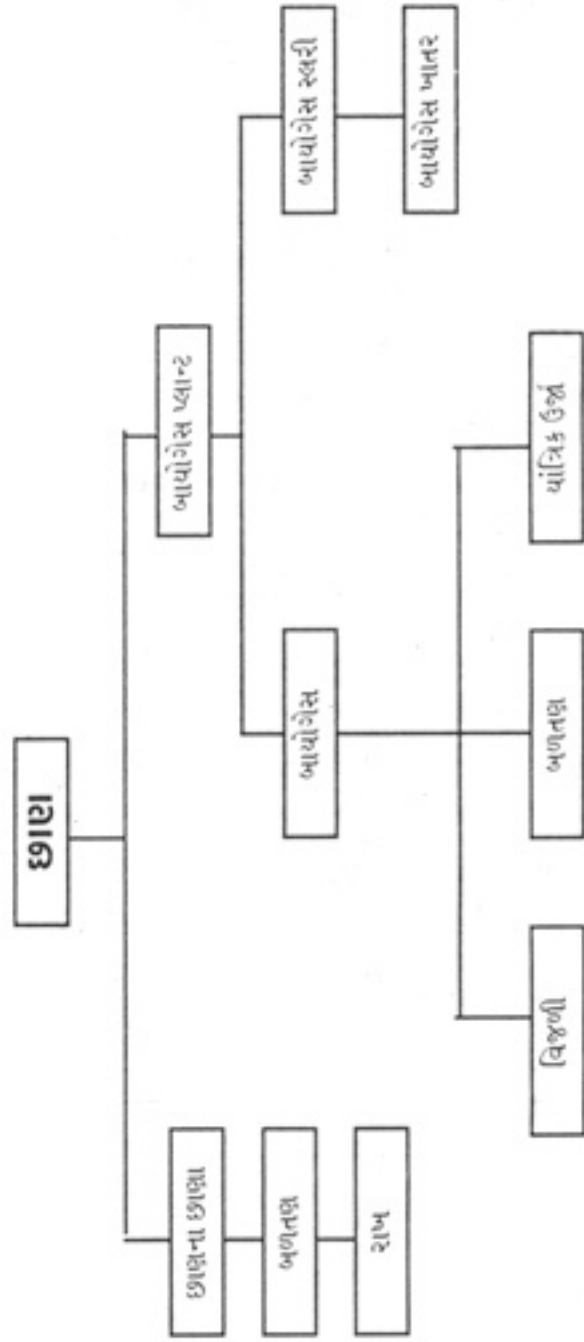 છાણ
છાણના છાણા
બાયોગેસ પ્લાન્ટ
બળતણ
બાયોગેસ
બાયોગેસ સ્લરી
રાખ
બાયોગેસ ખાતર
વિજળી
બળતણ
યાંત્રિક ઉર્જા